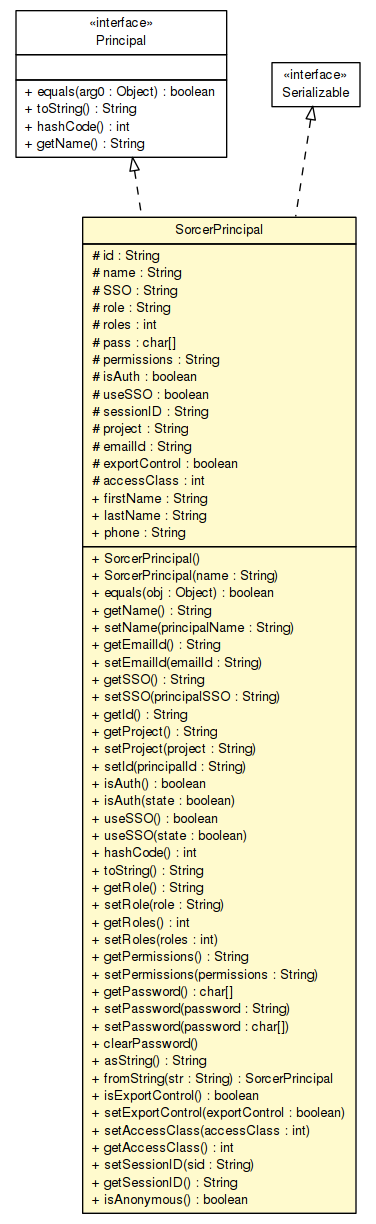 «interface»
Principal
+ equals(arg0 : Object) : boolean
+ toString() : String
+ hashCode() : int
+ getName() : String
«interface»
Serializable
SorcerPrincipal
# id : String
# name : String
# SSO : String
# role : String
# roles : int
# pass : char[]
# permissions : String
# isAuth : boolean
# useSSO : boolean
# sessionID : String
# project : String
# emailId : String
# exportControl : boolean
# accessClass : int
+ firstName : String
+ lastName : String
+ phone : String
+ SorcerPrincipal()
+ SorcerPrincipal(name : String)
+ equals(obj : Object) : boolean
+ getName() : String
+ setName(principalName : String)
+ getEmailId() : String
+ setEmailId(emailId : String)
+ getSSO() : String
+ setSSO(principalSSO : String)
+ getId() : String
+ getProject() : String
+ setProject(project : String)
+ setId(principalId : String)
+ isAuth() : boolean
+ isAuth(state : boolean)
+ useSSO() : boolean
+ useSSO(state : boolean)
+ hashCode() : int
+ toString() : String
+ getRole() : String
+ setRole(role : String)
+ getRoles() : int
+ setRoles(roles : int)
+ getPermissions() : String
+ setPermissions(permissions : String)
+ getPassword() : char[]
+ setPassword(password : String)
+ setPassword(password : char[])
+ clearPassword()
+ asString() : String
+ fromString(str : String) : SorcerPrincipal
+ isExportControl() : boolean
+ setExportControl(exportControl : boolean)
+ setAccessClass(accessClass : int)
+ getAccessClass() : int
+ setSessionID(sid : String)
+ getSessionID() : String
+ isAnonymous() : boolean